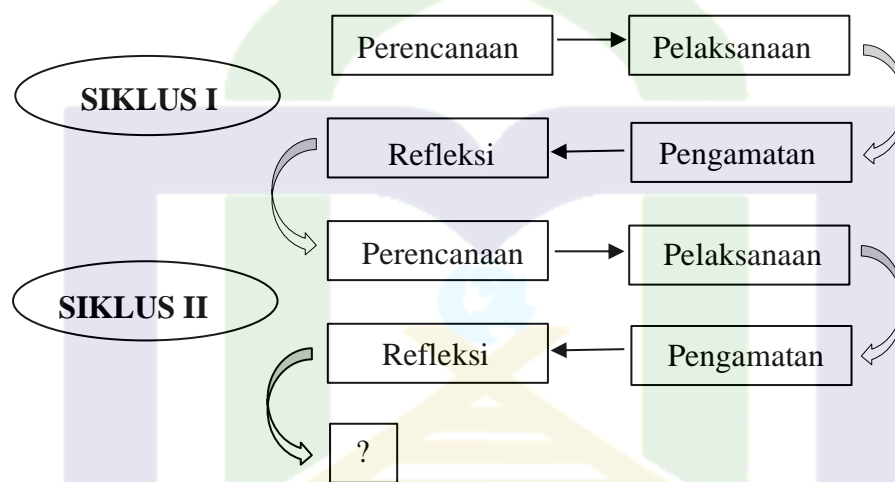 Perencanaan
Pelaksanaan
SIKLUS I
Refleksi
Pengamatan
Perencanaan
Pelaksanaan
SIKLUS II
Refleksi
Pengamatan
?